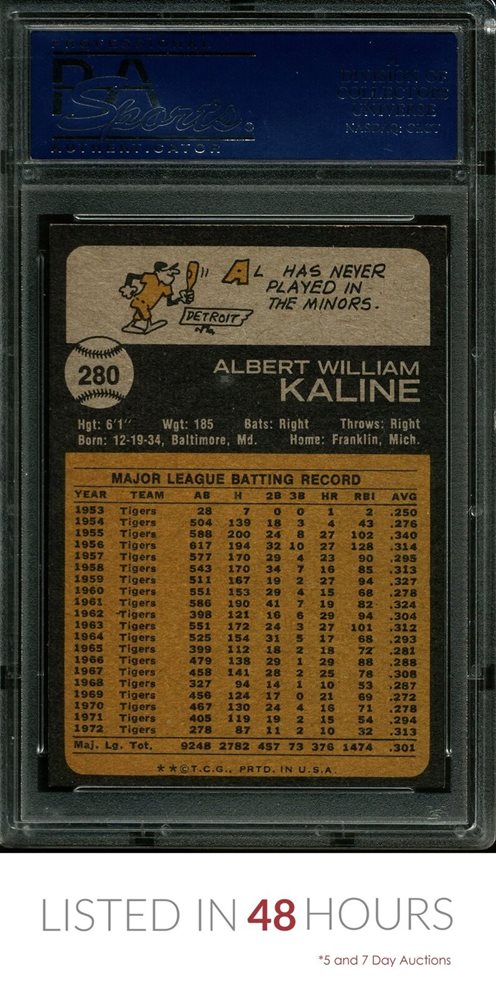 PROFESSIONAL
PSA
Sports
AUTHENTICATOR
A
DIVISION OF
COLLECTORS
UNIVERSE
NASDAQ: CLCT
AL HAS NEVER
PLAYED IN
THE MINORS.
DETROIT
280
ALBERT WILLIAM
KALINE
Hgt: 6'1" Wgt: 185 Bats: Right Throws: Right
Born: 12-19-34, Baltimore, Md. Home: Franklin, Mich.
MAJOR LEAGUE BATTING RECORD
YEAR TEAM AB H 2B 3B HR RBI AVG
1953 Tigers 28 7 0 0 1 2 .250
1954 Tigers 504 139 18 3 4 43 .276
1955 Tigers 588 200 24 8 27 102 .340
1956 Tigers 617 194 32 10 27 128 .314
1957 Tigers 577 170 29 4 23 90 .295
1958 Tigers 543 170 34 7 16 85 .313
1959 Tigers 511 167 19 2 27 94 .327
1960 Tigers 551 153 29 4 15 68 .278
1961 Tigers 586 190 41 7 19 82 .324
1962 Tigers 398 121 16 6 29 94 .304
1963 Tigers 551 172 24 3 27 101 .312
1964 Tigers 525 154 31 5 17 68 .293
1965 Tigers 399 112 18 2 18 72 .281
1966 Tigers 479 138 29 1 29 88 .288
1967 Tigers 458 141 28 2 25 78 .308
1968 Tigers 327 94 14 1 10 53 .287
1969 Tigers 456 124 17 0 21 69 .272
1970 Tigers 467 130 24 4 16 71 .278
1971 Tigers 405 119 19 2 15 54 .294
1972 Tigers 278 87 11 2 10 32 .313
Maj. Lg. Tot. 9248 2782 457 73 376 1474 .301
★★©T.C.G., PRTD. IN U.S.A.
LISTED IN 48 HOURS
*5 and 7 Day Auctions